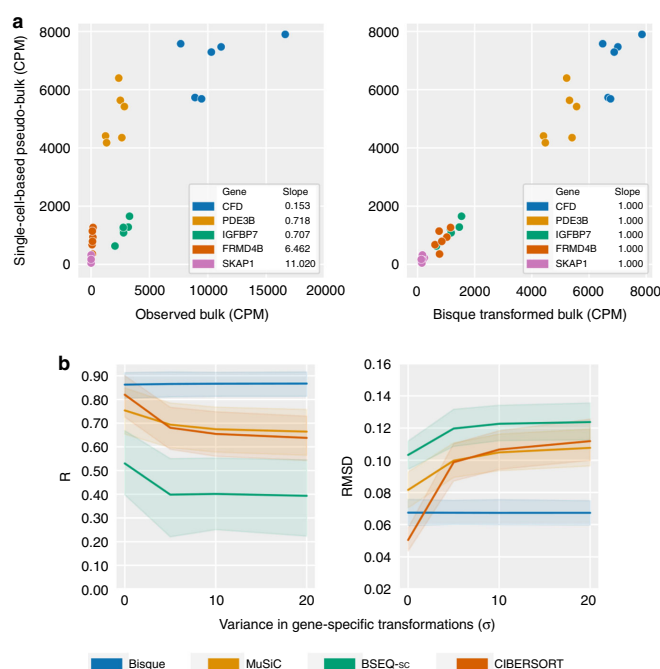 a
Single-cell-based pseudo-bulk (CPM)
8000
6000
4000
2000
0
0
5000
10000
15000
20000
Observed bulk (CPM)
Gene Slope
CFD 0.153
PDE3B 0.718
IGFBP7 0.707
FRMD4B 6.462
SKAP1 11.020
8000
6000
4000
2000
0
0
2000
4000
6000
8000
Bisque transformed bulk (CPM)
Gene Slope
CFD 1.000
PDE3B 1.000
IGFBP7 1.000
FRMD4B 1.000
SKAP1 1.000
b
R
0.90
0.80
0.70
0.60
0.50
0.40
0.30
0.20
0.10
0.00
0
10
20
RMSD
0.16
0.14
0.12
0.10
0.08
0.06
0.04
0.02
0
10
20
Variance in gene-specific transformations (σ)
Bisque MuSiC BSEQ-sc CIBERSORT